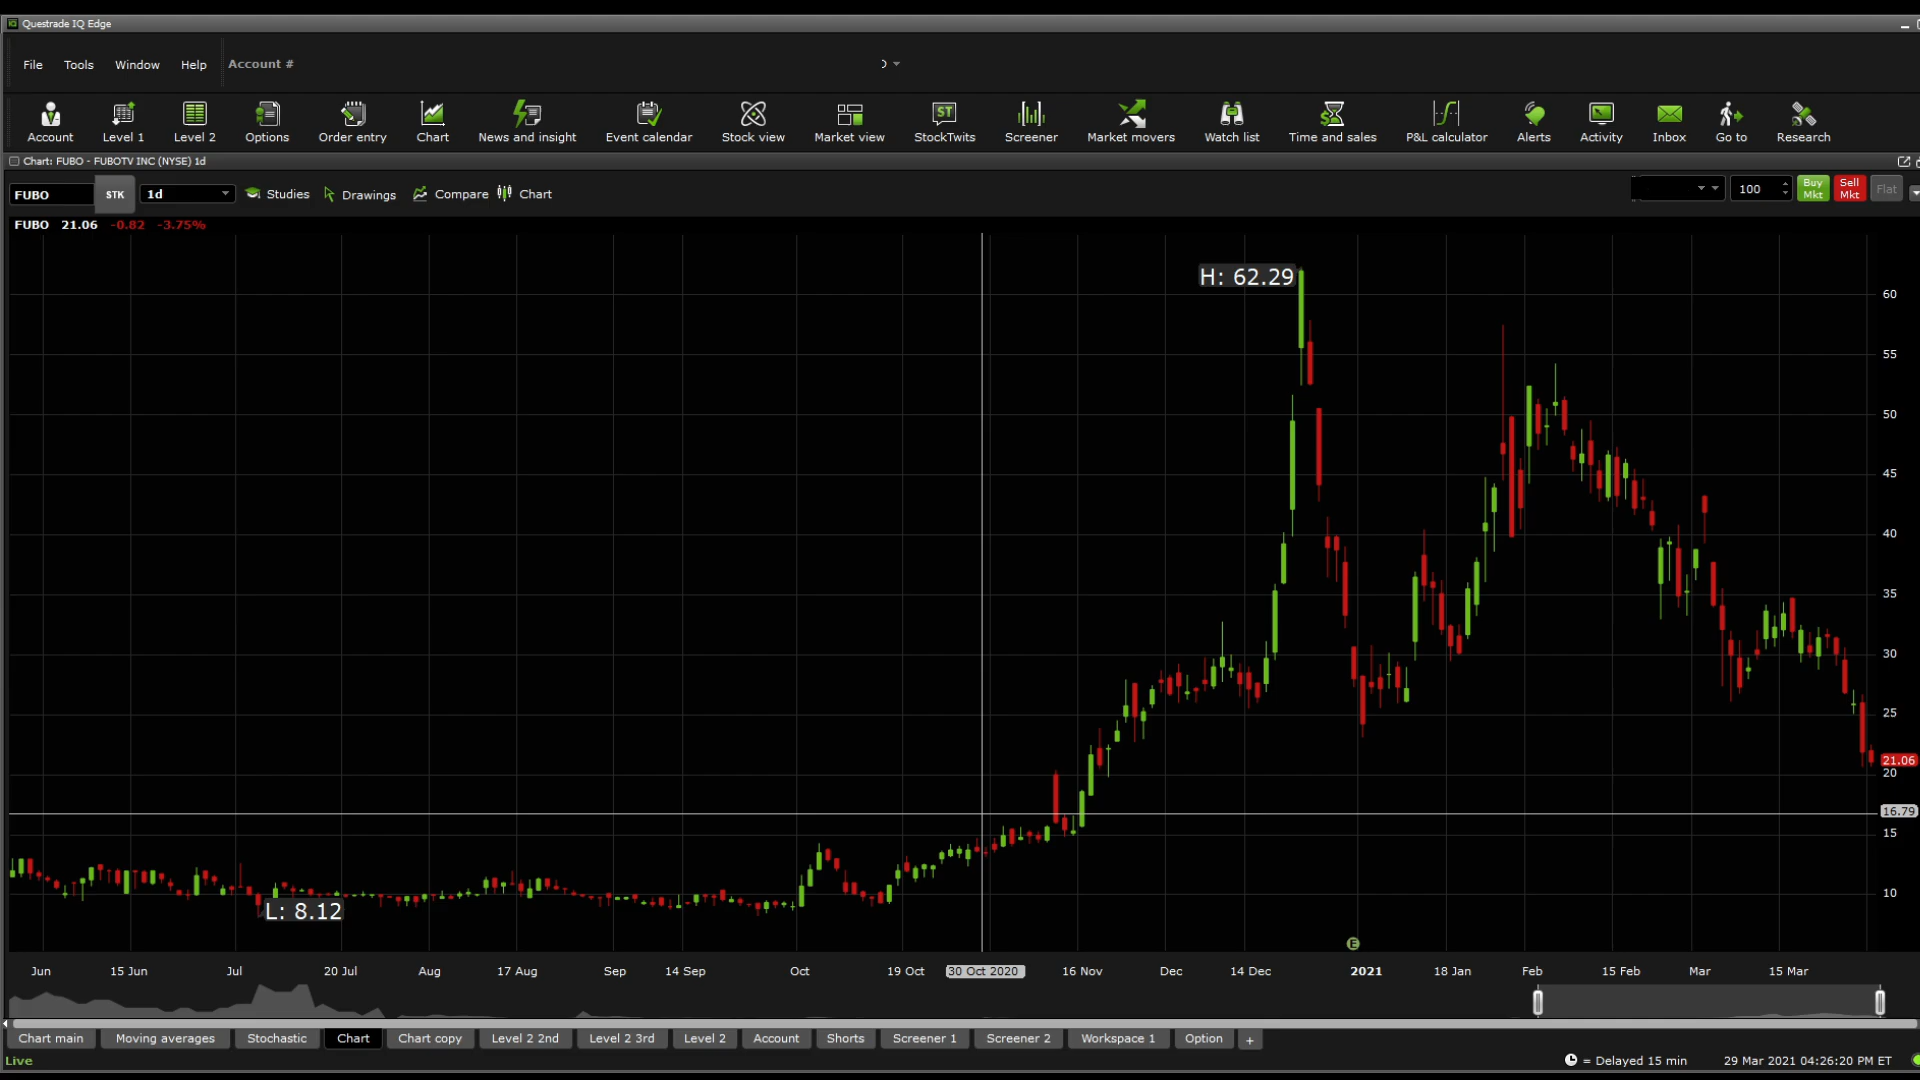 Questrade IQ Edge
File Tools Window Help Account #
Account Level 1 Level 2 Options Order entry Chart News and insight Event calendar Stock view Market view StockTwits Screener Market movers Watch list Time and sales P&L calculator Alerts Activity Inbox Go to Research
Chart: FUBO - FUBOTV INC (NYSE) 1d
FUBO STK 1d Studies Drawings Compare Chart 100 Buy Mkt Sell Mkt Flat
FUBO 21.06 -0.82 -3.75%
H: 62.29
60
55
50
45
40
35
30
25
21.06
20
16.79
15
10
L: 8.12
E
Jun 15 Jun Jul 20 Jul Aug 17 Aug Sep 14 Sep Oct 19 Oct 30 Oct 2020 16 Nov Dec 14 Dec 2021 18 Jan Feb 15 Feb Mar 15 Mar
Chart main Moving averages Stochastic Chart Chart copy Level 2 2nd Level 2 3rd Level 2 Account Shorts Screener 1 Screener 2 Workspace 1 Option +
Live = Delayed 15 min 29 Mar 2021 04:26:20 PM ET